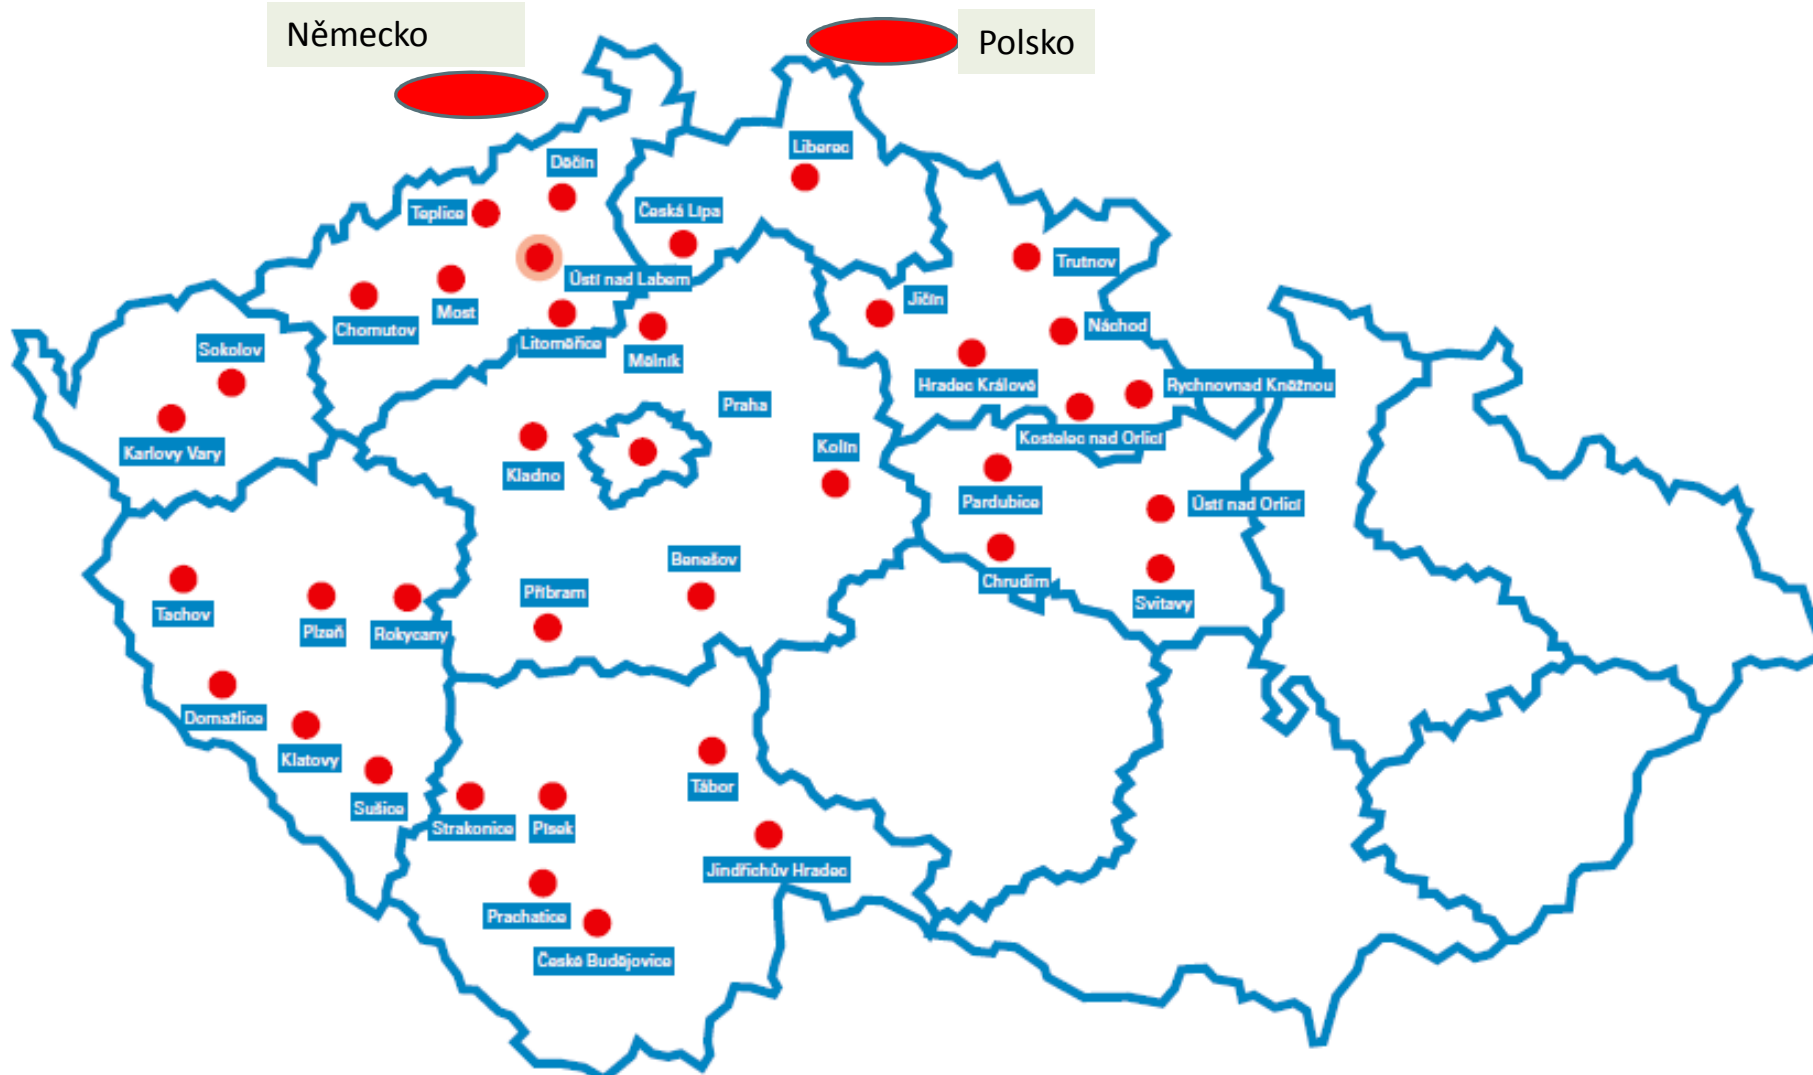 Německo
Polsko
Liberec
Děčín
Teplice
Česká Lípa
Trutnov
Ústí nad Labem
Jičín
Most
Chomutov
Náchod
Litoměřice
Sokolov
Mělník
Hradec Králové
Rychnovnad Kněžnou
Praha
Kostelec nad Orlicí
Karlovy Vary
Kolín
Kladno
Pardubice
Ústí nad Orlicí
Benešov
Chrudim
Příbram
Svitavy
Tachov
Plzeň
Rokycany
Domažlice
Klatovy
Tábor
Sušice
Strakonice
Písek
Jindřichův Hradec
Prachatice
České Budějovice